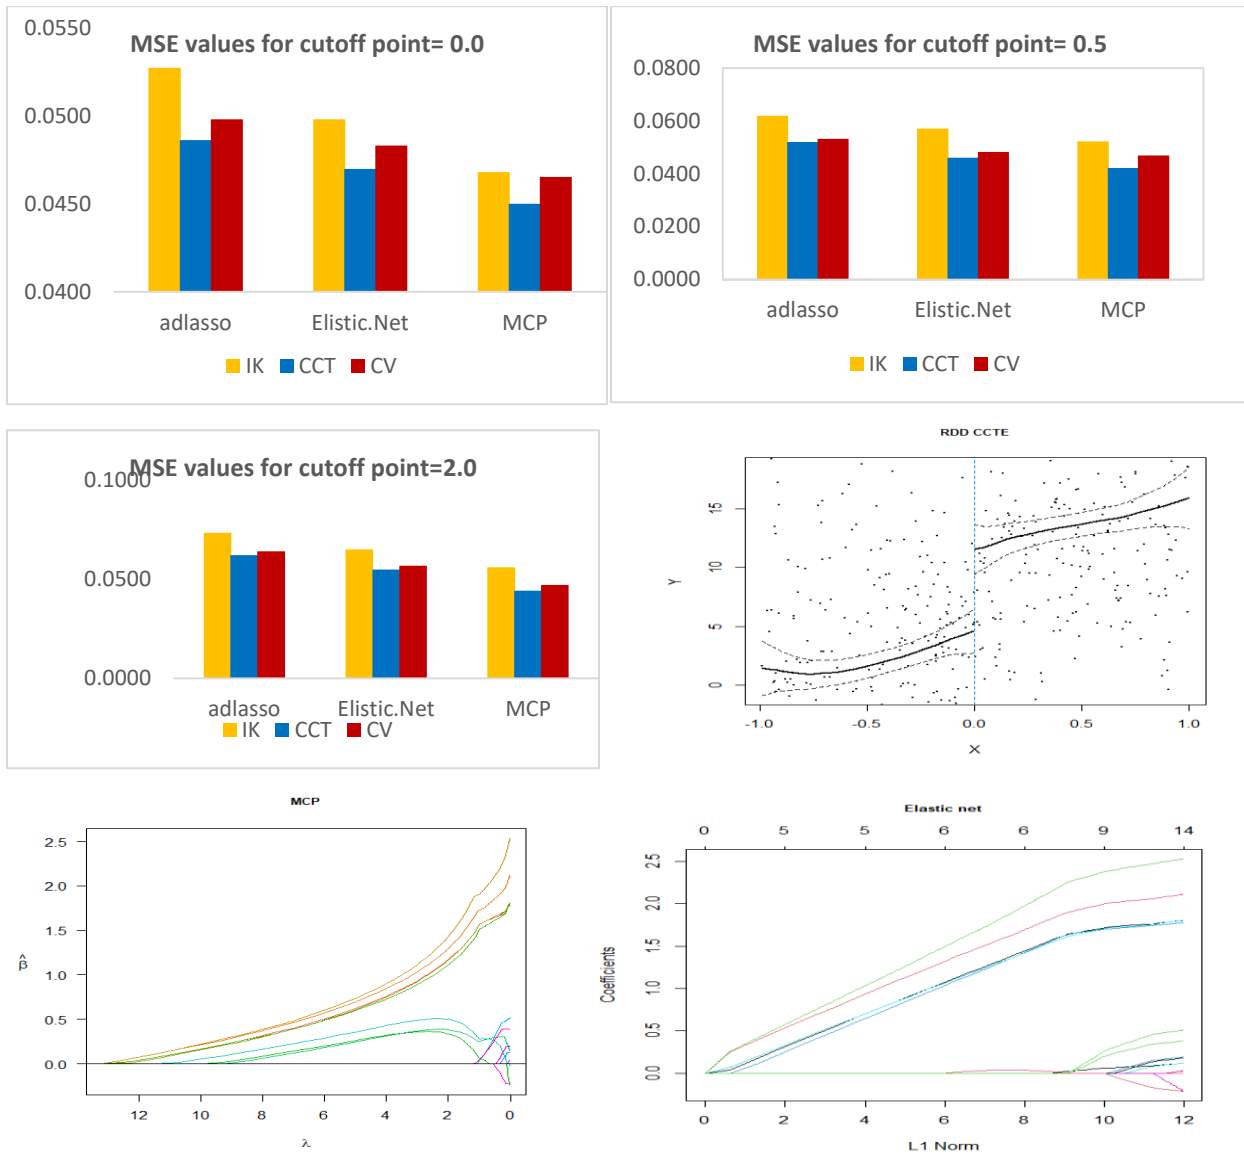 MSE values for cutoff point= 0.0
0.0550
0.0500
0.0450
0.0400
adlasso Elistic.Net MCP
IK CCT CV
MSE values for cutoff point= 0.5
0.0800
0.0600
0.0400
0.0200
0.0000
adlasso Elistic.Net MCP
IK CCT CV
MSE values for cutoff point=2.0
0.1000
0.0500
0.0000
adlasso Elistic.Net MCP
IK CCT CV
RDD CCTE
Y
15
10
5
0
-1.0 -0.5 0.0 0.5 1.0
X
MCP
β̂
2.5
2.0
1.5
1.0
0.5
0.0
12 10 8 6 4 2 0
λ
Elastic net
0 5 5 6 6 9 14
Coefficients
2.5
2.0
1.5
1.0
0.5
0.0
0 2 4 6 8 10 12
L1 Norm